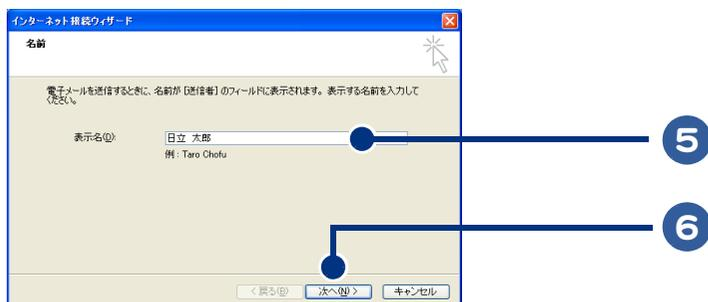 インターネット接続ウィザード
名前
電子メールを送信するときに、名前が [送信者] のフィールドに表示されます。表示する名前を入力して
ください。
表示名(D):
日立 太郎
5
例 : Taro Chofu
6
< 戻る(B)
次へ(N) >
キャンセル